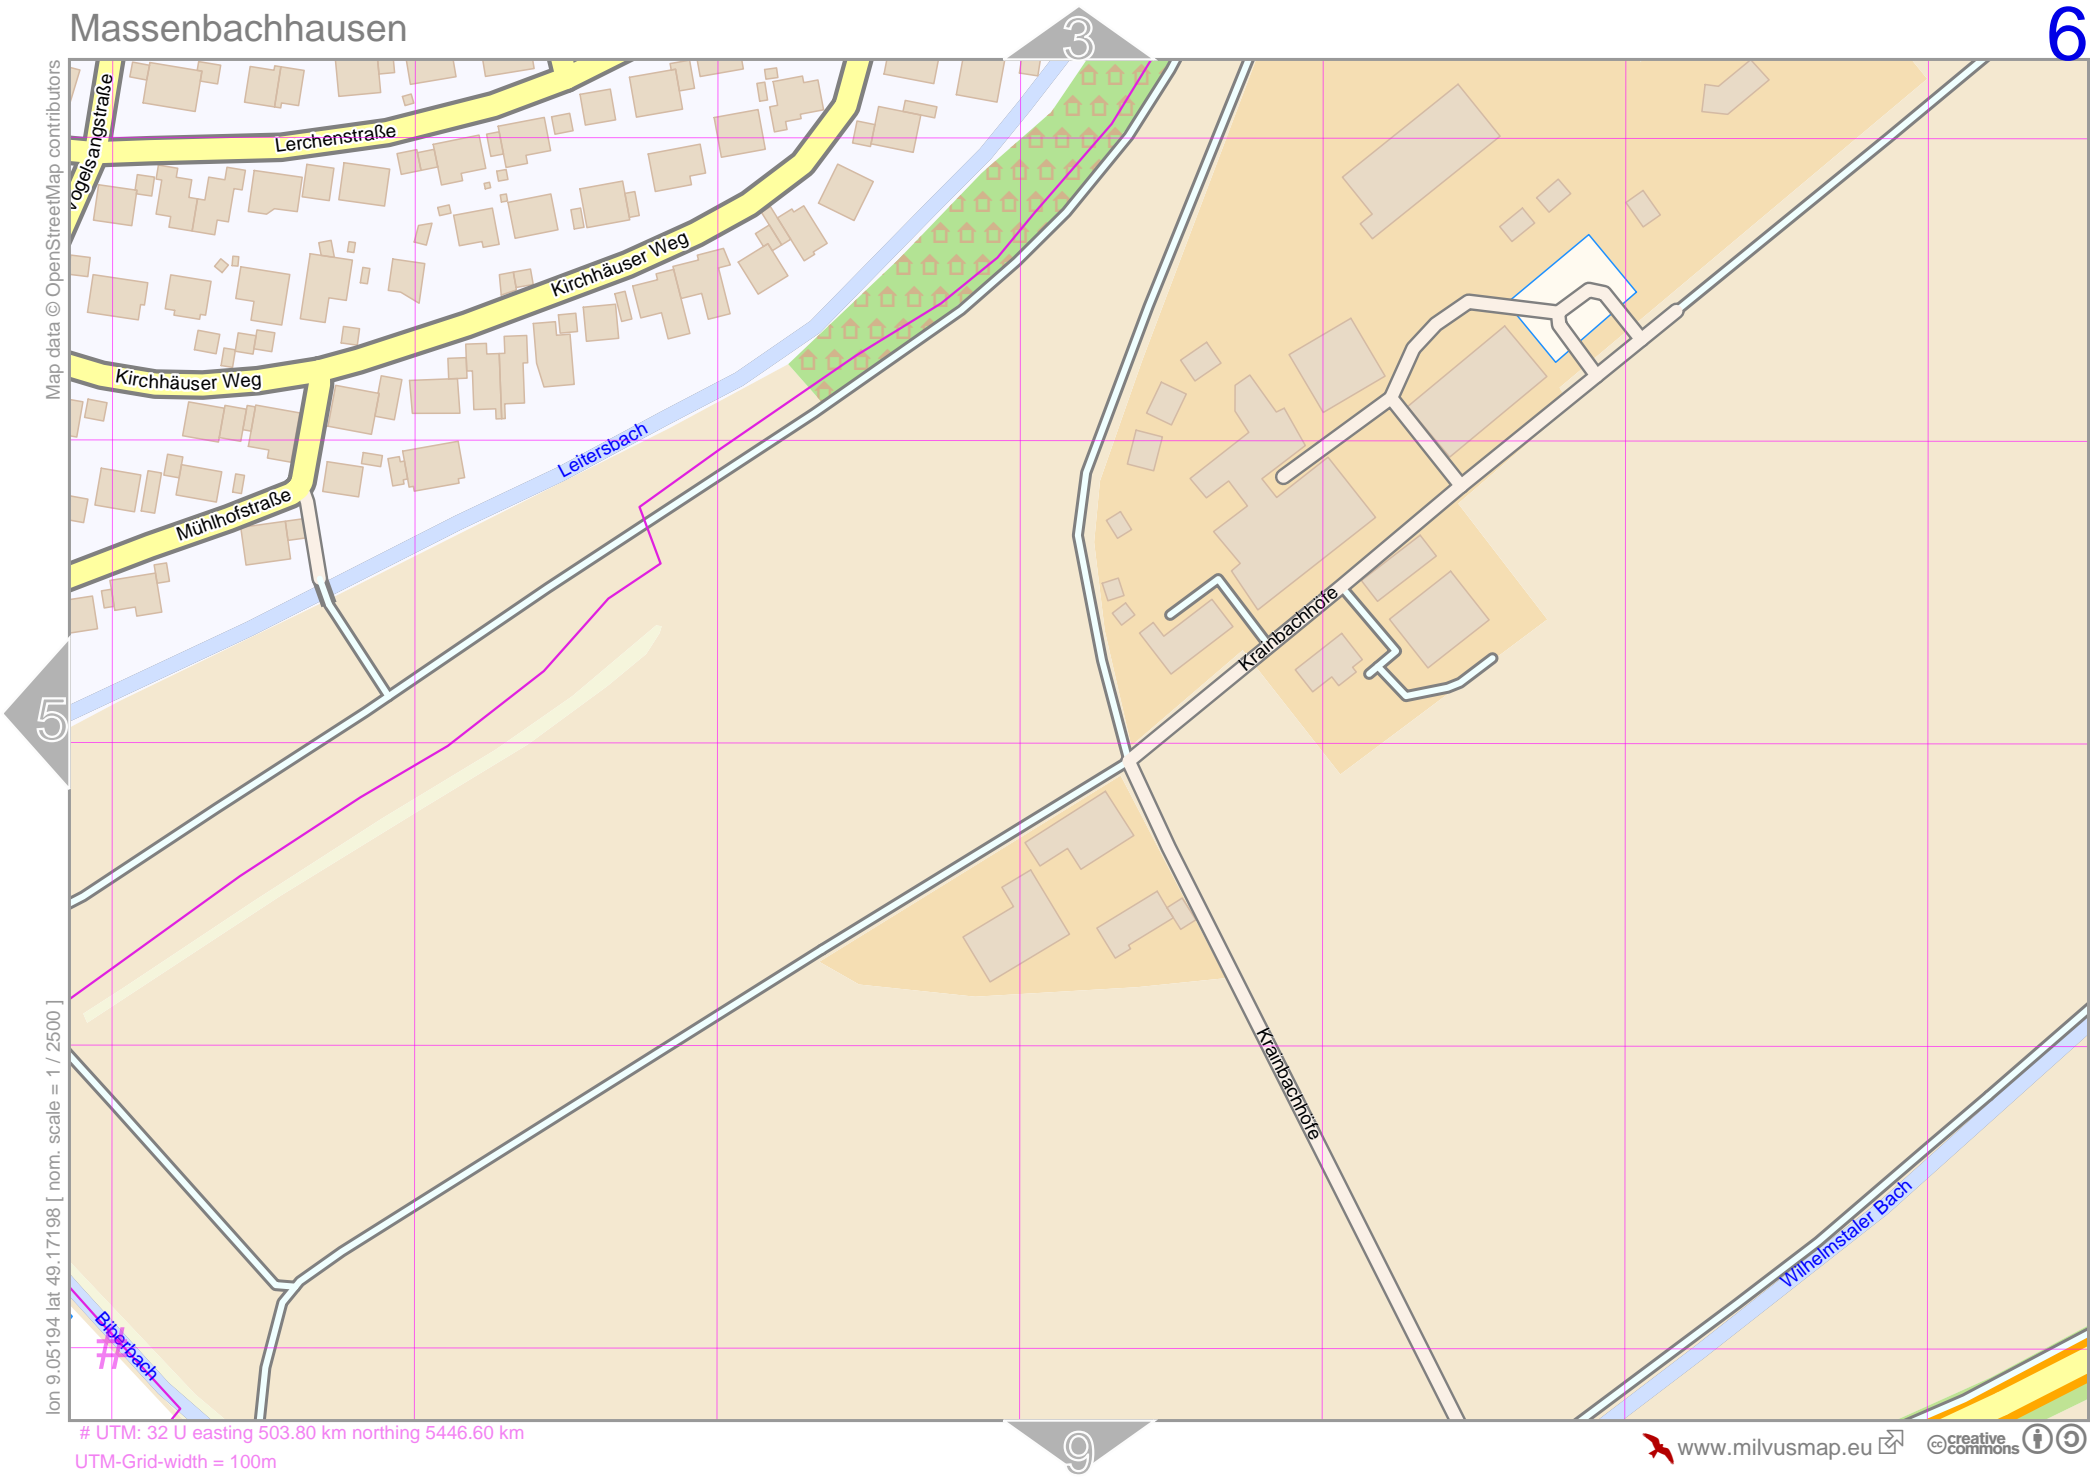 Massenbachhausen
3
6
Map data © OpenStreetMap contributors
Vogelsangstraße
Lerchenstraße
Kirchhäuser Weg
Kirchhäuser Weg
Leitersbach
Mühlhofstraße
Krainbachhöfe
5
Krainbachhöfe
lon 9.05194 lat 49.17198 [ nom. scale = 1 / 2500 ]
Wilhelmstaler Bach
Biberbach
#
# UTM: 32 U easting 503.80 km northing 5446.60 km
UTM-Grid-width = 100m
9
www.milvusmap.eu
cc creative commons